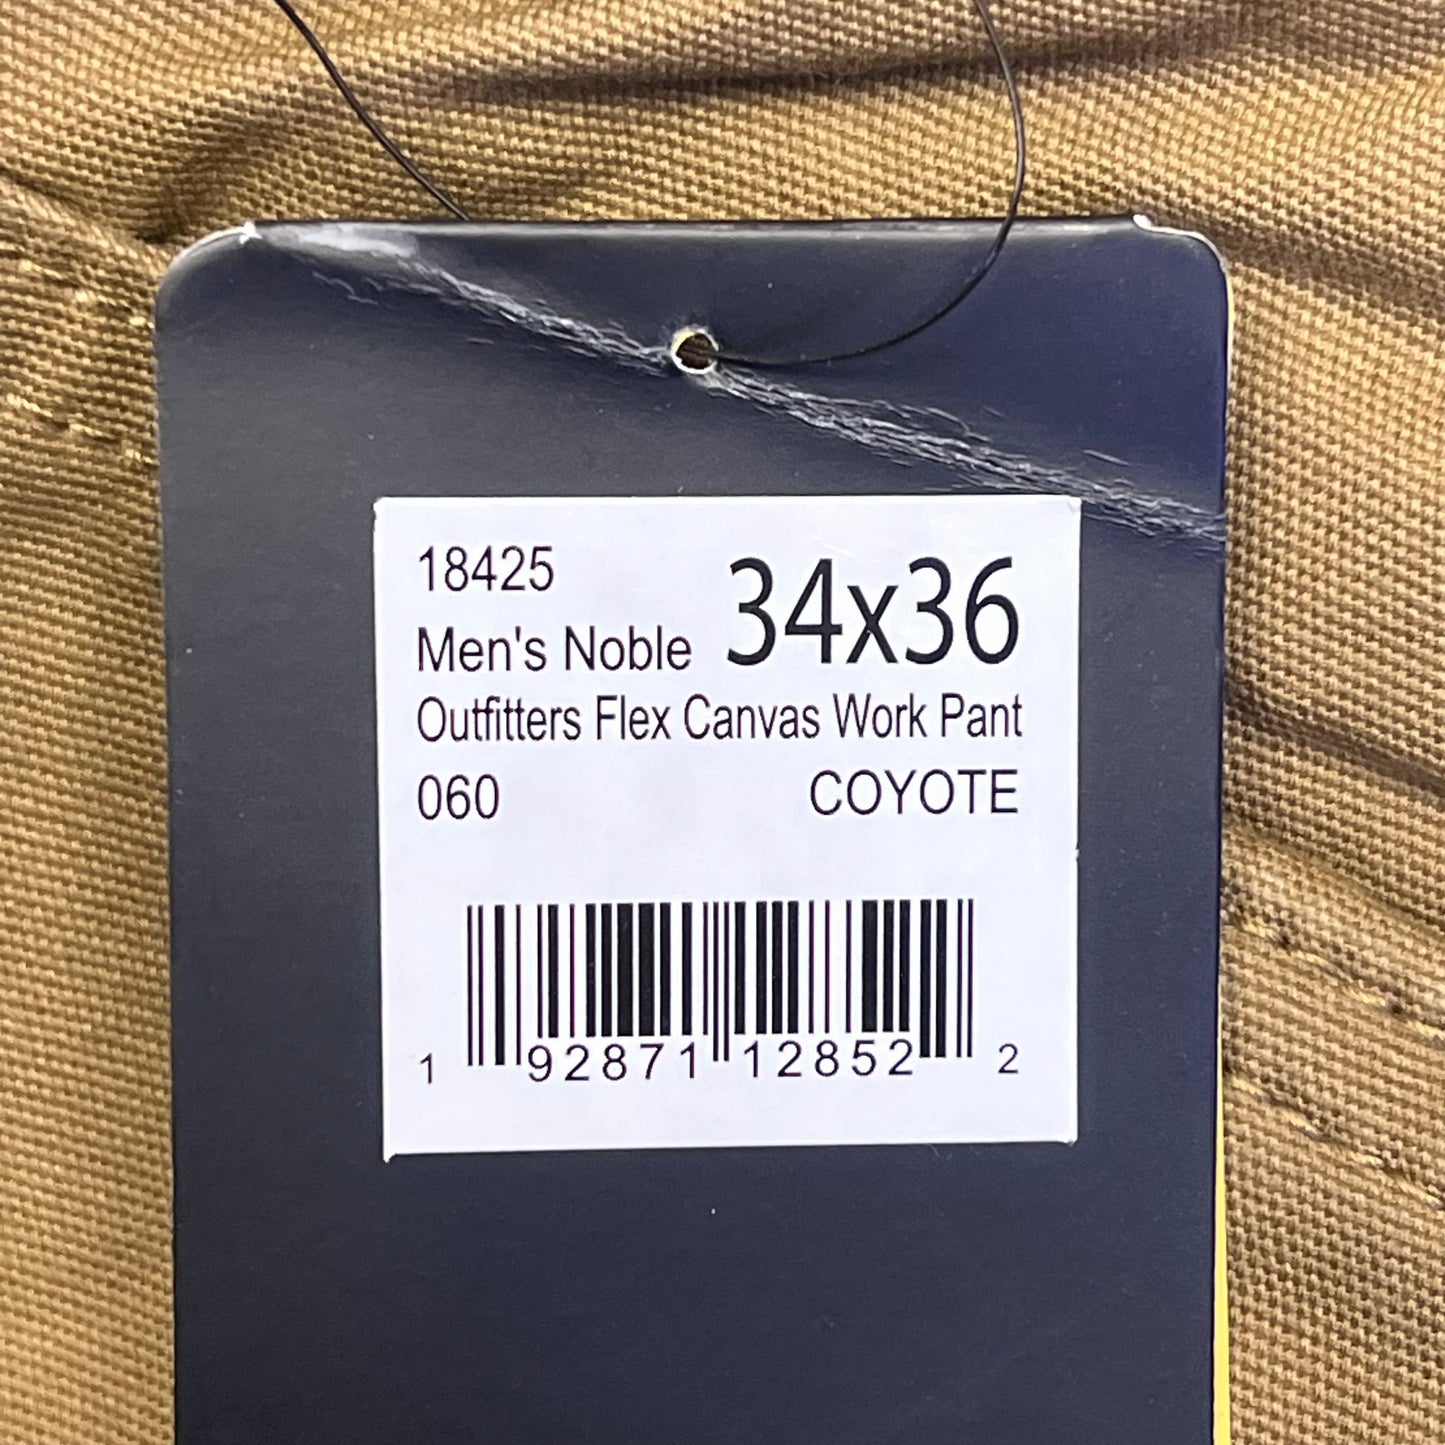 18425
34x36
Men's Noble
Outfitters Flex Canvas Work Pant
060 COYOTE
1 92871 12852 2